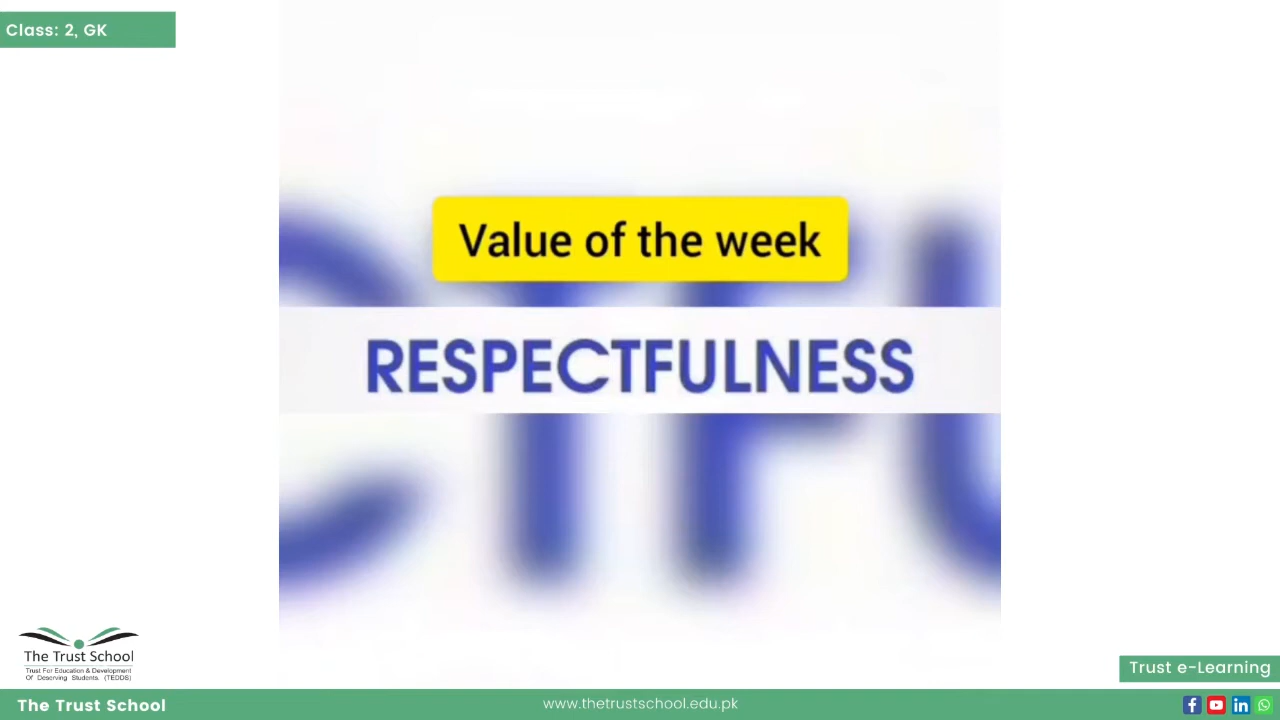 Class: 2, GK
Value of the week
RESPECTFULNESS
The Trust School
Trust For Education & Development
Of Deserving Students. (TEDDS)
Trust e-Learning
The Trust School
www.thetrustschool.edu.pk